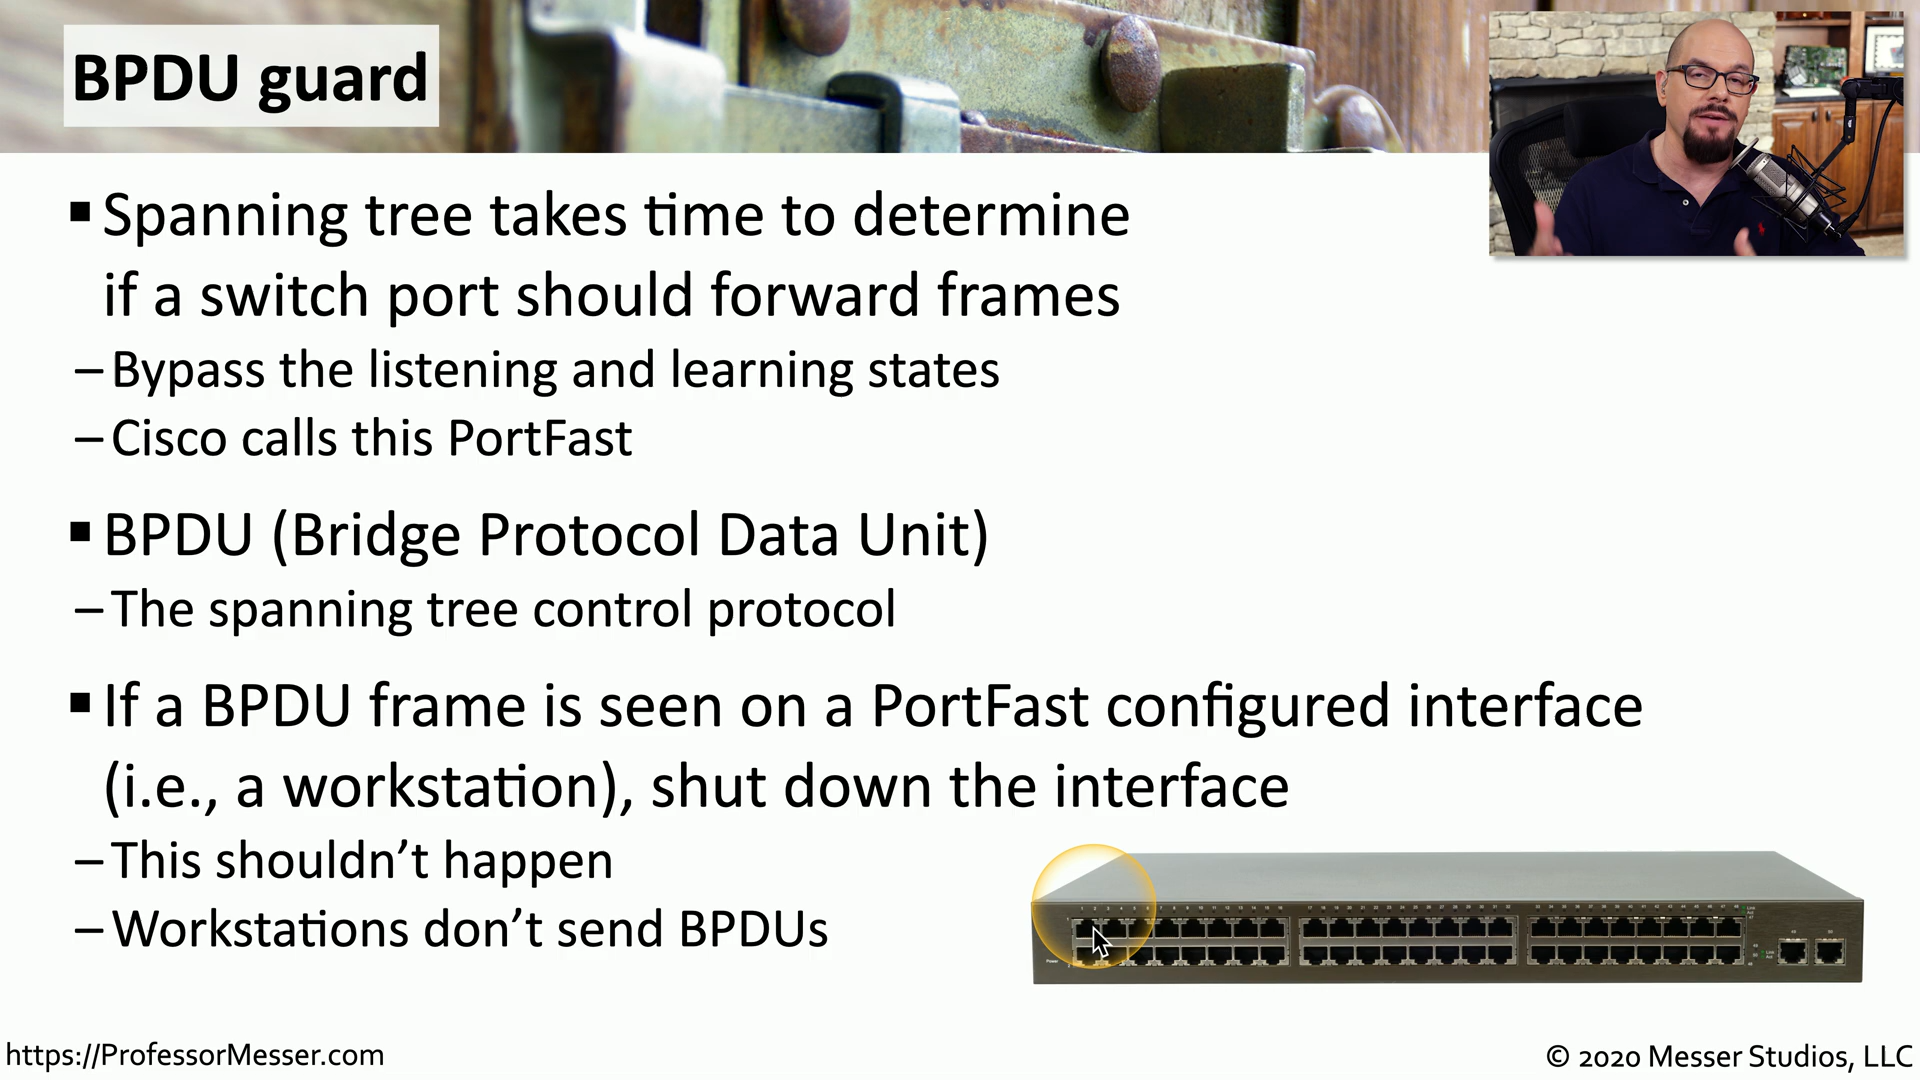 BPDU guard
▪ Spanning tree takes time to determine
if a switch port should forward frames
– Bypass the listening and learning states
– Cisco calls this PortFast
▪ BPDU (Bridge Protocol Data Unit)
– The spanning tree control protocol
▪ If a BPDU frame is seen on a PortFast configured interface
(i.e., a workstation), shut down the interface
– This shouldn’t happen
– Workstations don’t send BPDUs
https://ProfessorMesser.com
© 2020 Messer Studios, LLC